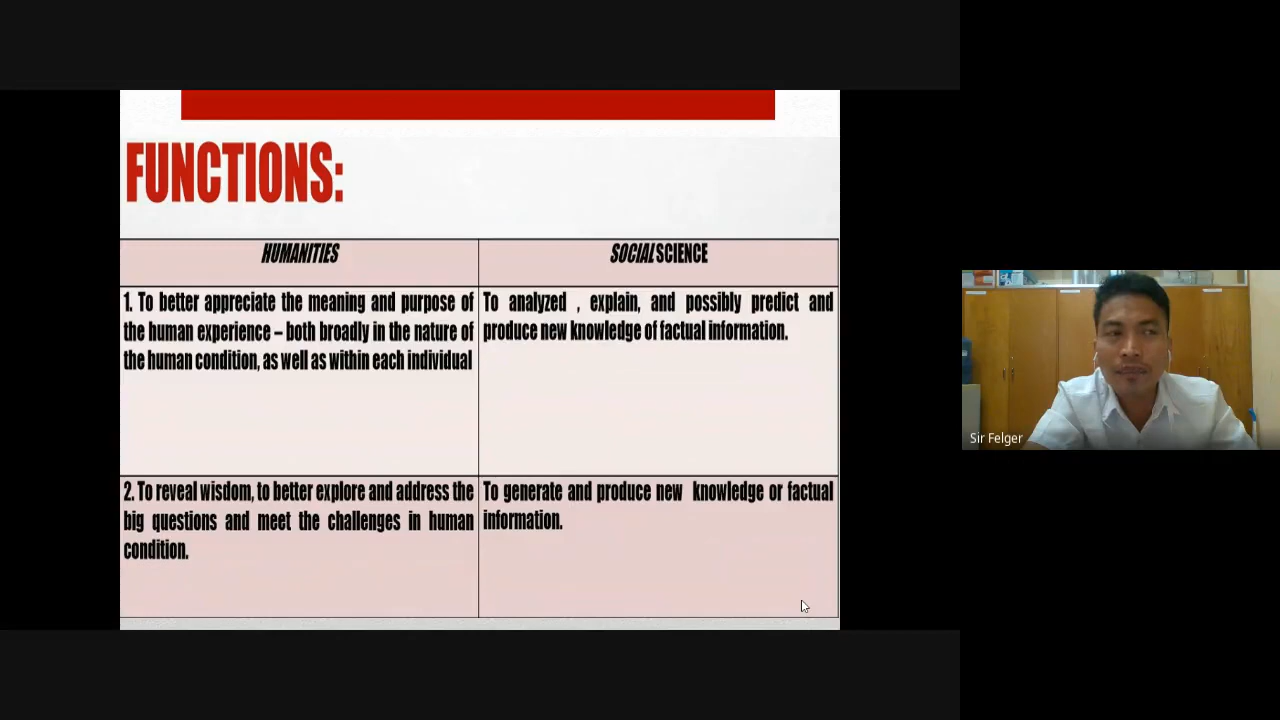 FUNCTIONS:
HUMANITIES
SOCIAL SCIENCE
1. To better appreciate the meaning and purpose of
the human experience – both broadly in the nature of
the human condition, as well as within each individual
To analyzed , explain, and possibly predict and
produce new knowledge of factual information.
2. To reveal wisdom, to better explore and address the
big questions and meet the challenges in human
condition.
To generate and produce new knowledge or factual
information.
Sir Felger